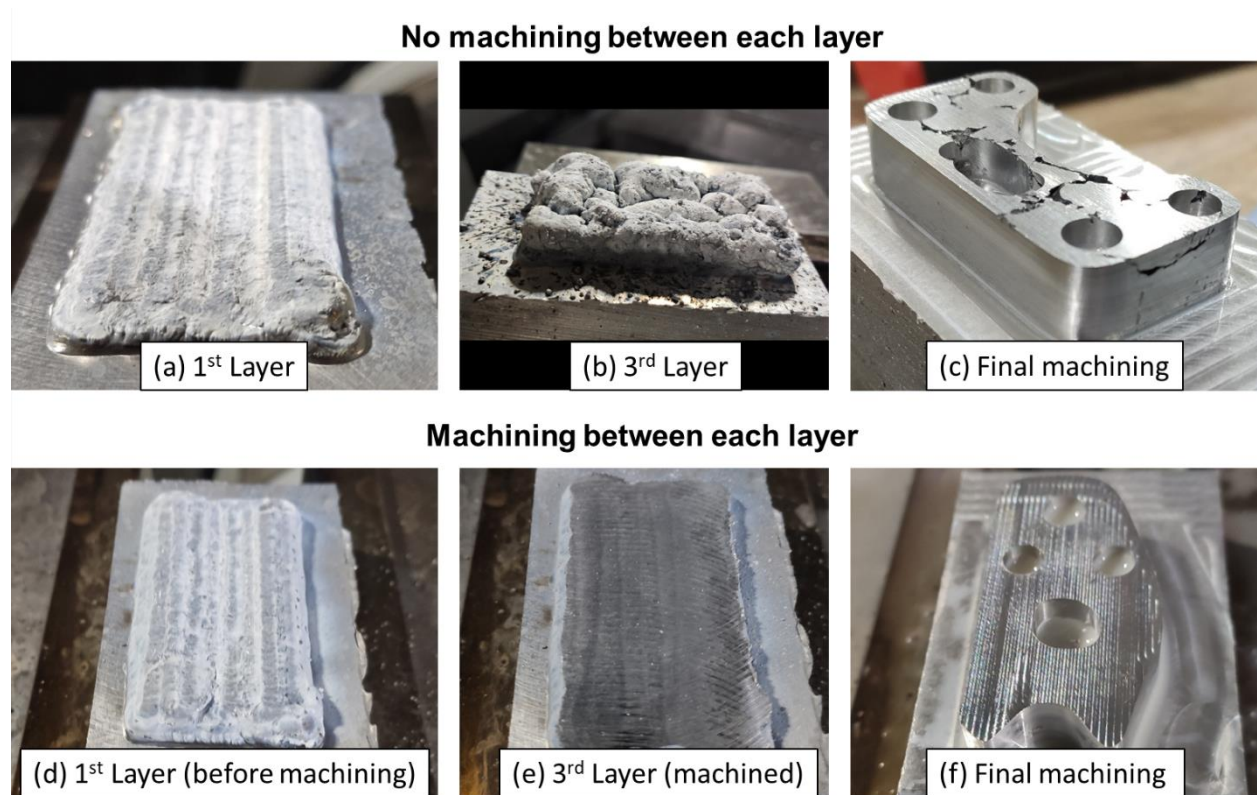 No machining between each layer
(a) 1st Layer
(b) 3rd Layer
(c) Final machining
Machining between each layer
(d) 1st Layer (before machining)
(e) 3rd Layer (machined)
(f) Final machining